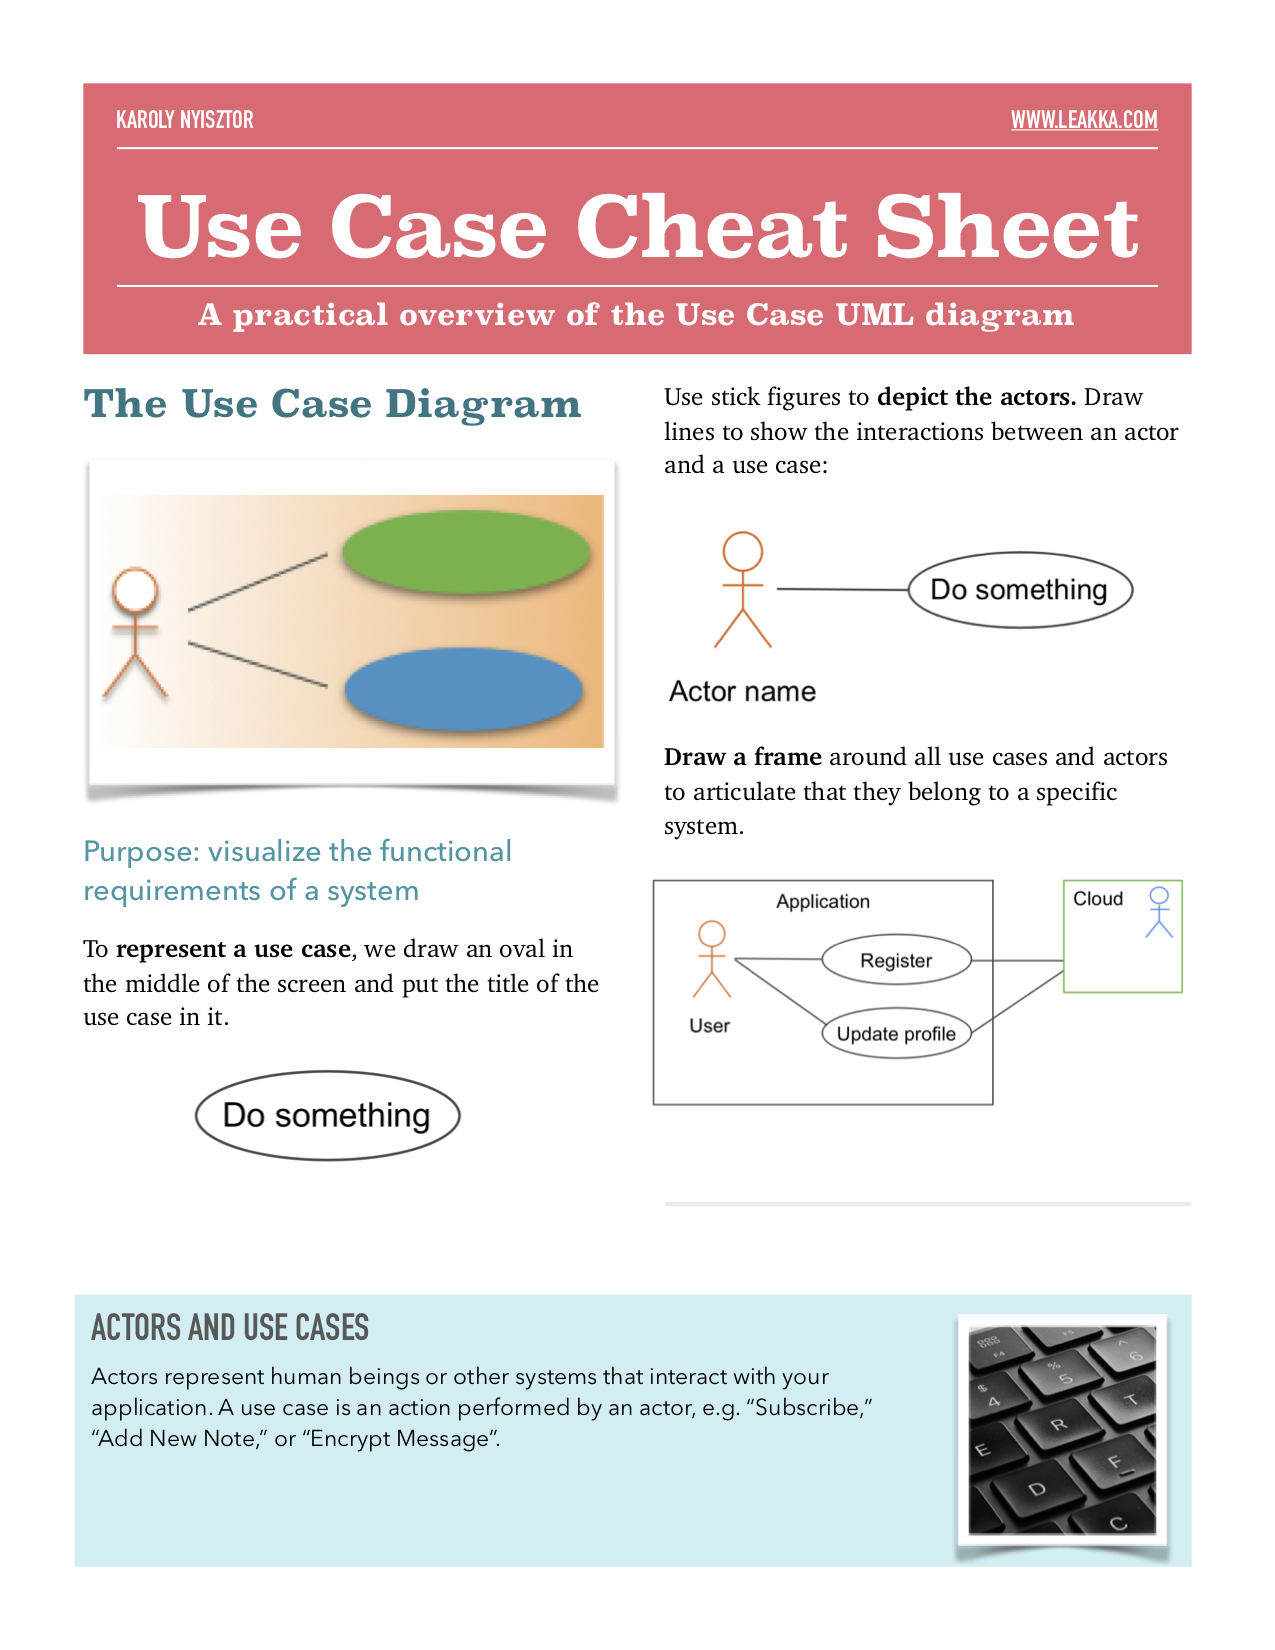 KAROLY NYISZTOR
WWW.LEAKKA.COM
Use Case Cheat Sheet
A practical overview of the Use Case UML diagram
The Use Case Diagram
Purpose: visualize the functional
requirements of a system
To represent a use case, we draw an oval in
the middle of the screen and put the title of the
use case in it.
Do something
Use stick figures to depict the actors. Draw
lines to show the interactions between an actor
and a use case:
Do something
Actor name
Draw a frame around all use cases and actors
to articulate that they belong to a specific
system.
Application
Cloud
Register
User
Update profile
ACTORS AND USE CASES
Actors represent human beings or other systems that interact with your
application. A use case is an action performed by an actor, e.g. “Subscribe,”
“Add New Note,” or “Encrypt Message”.
F4
F5
^
6
%
5
$
4
T
R
E
F
D
C